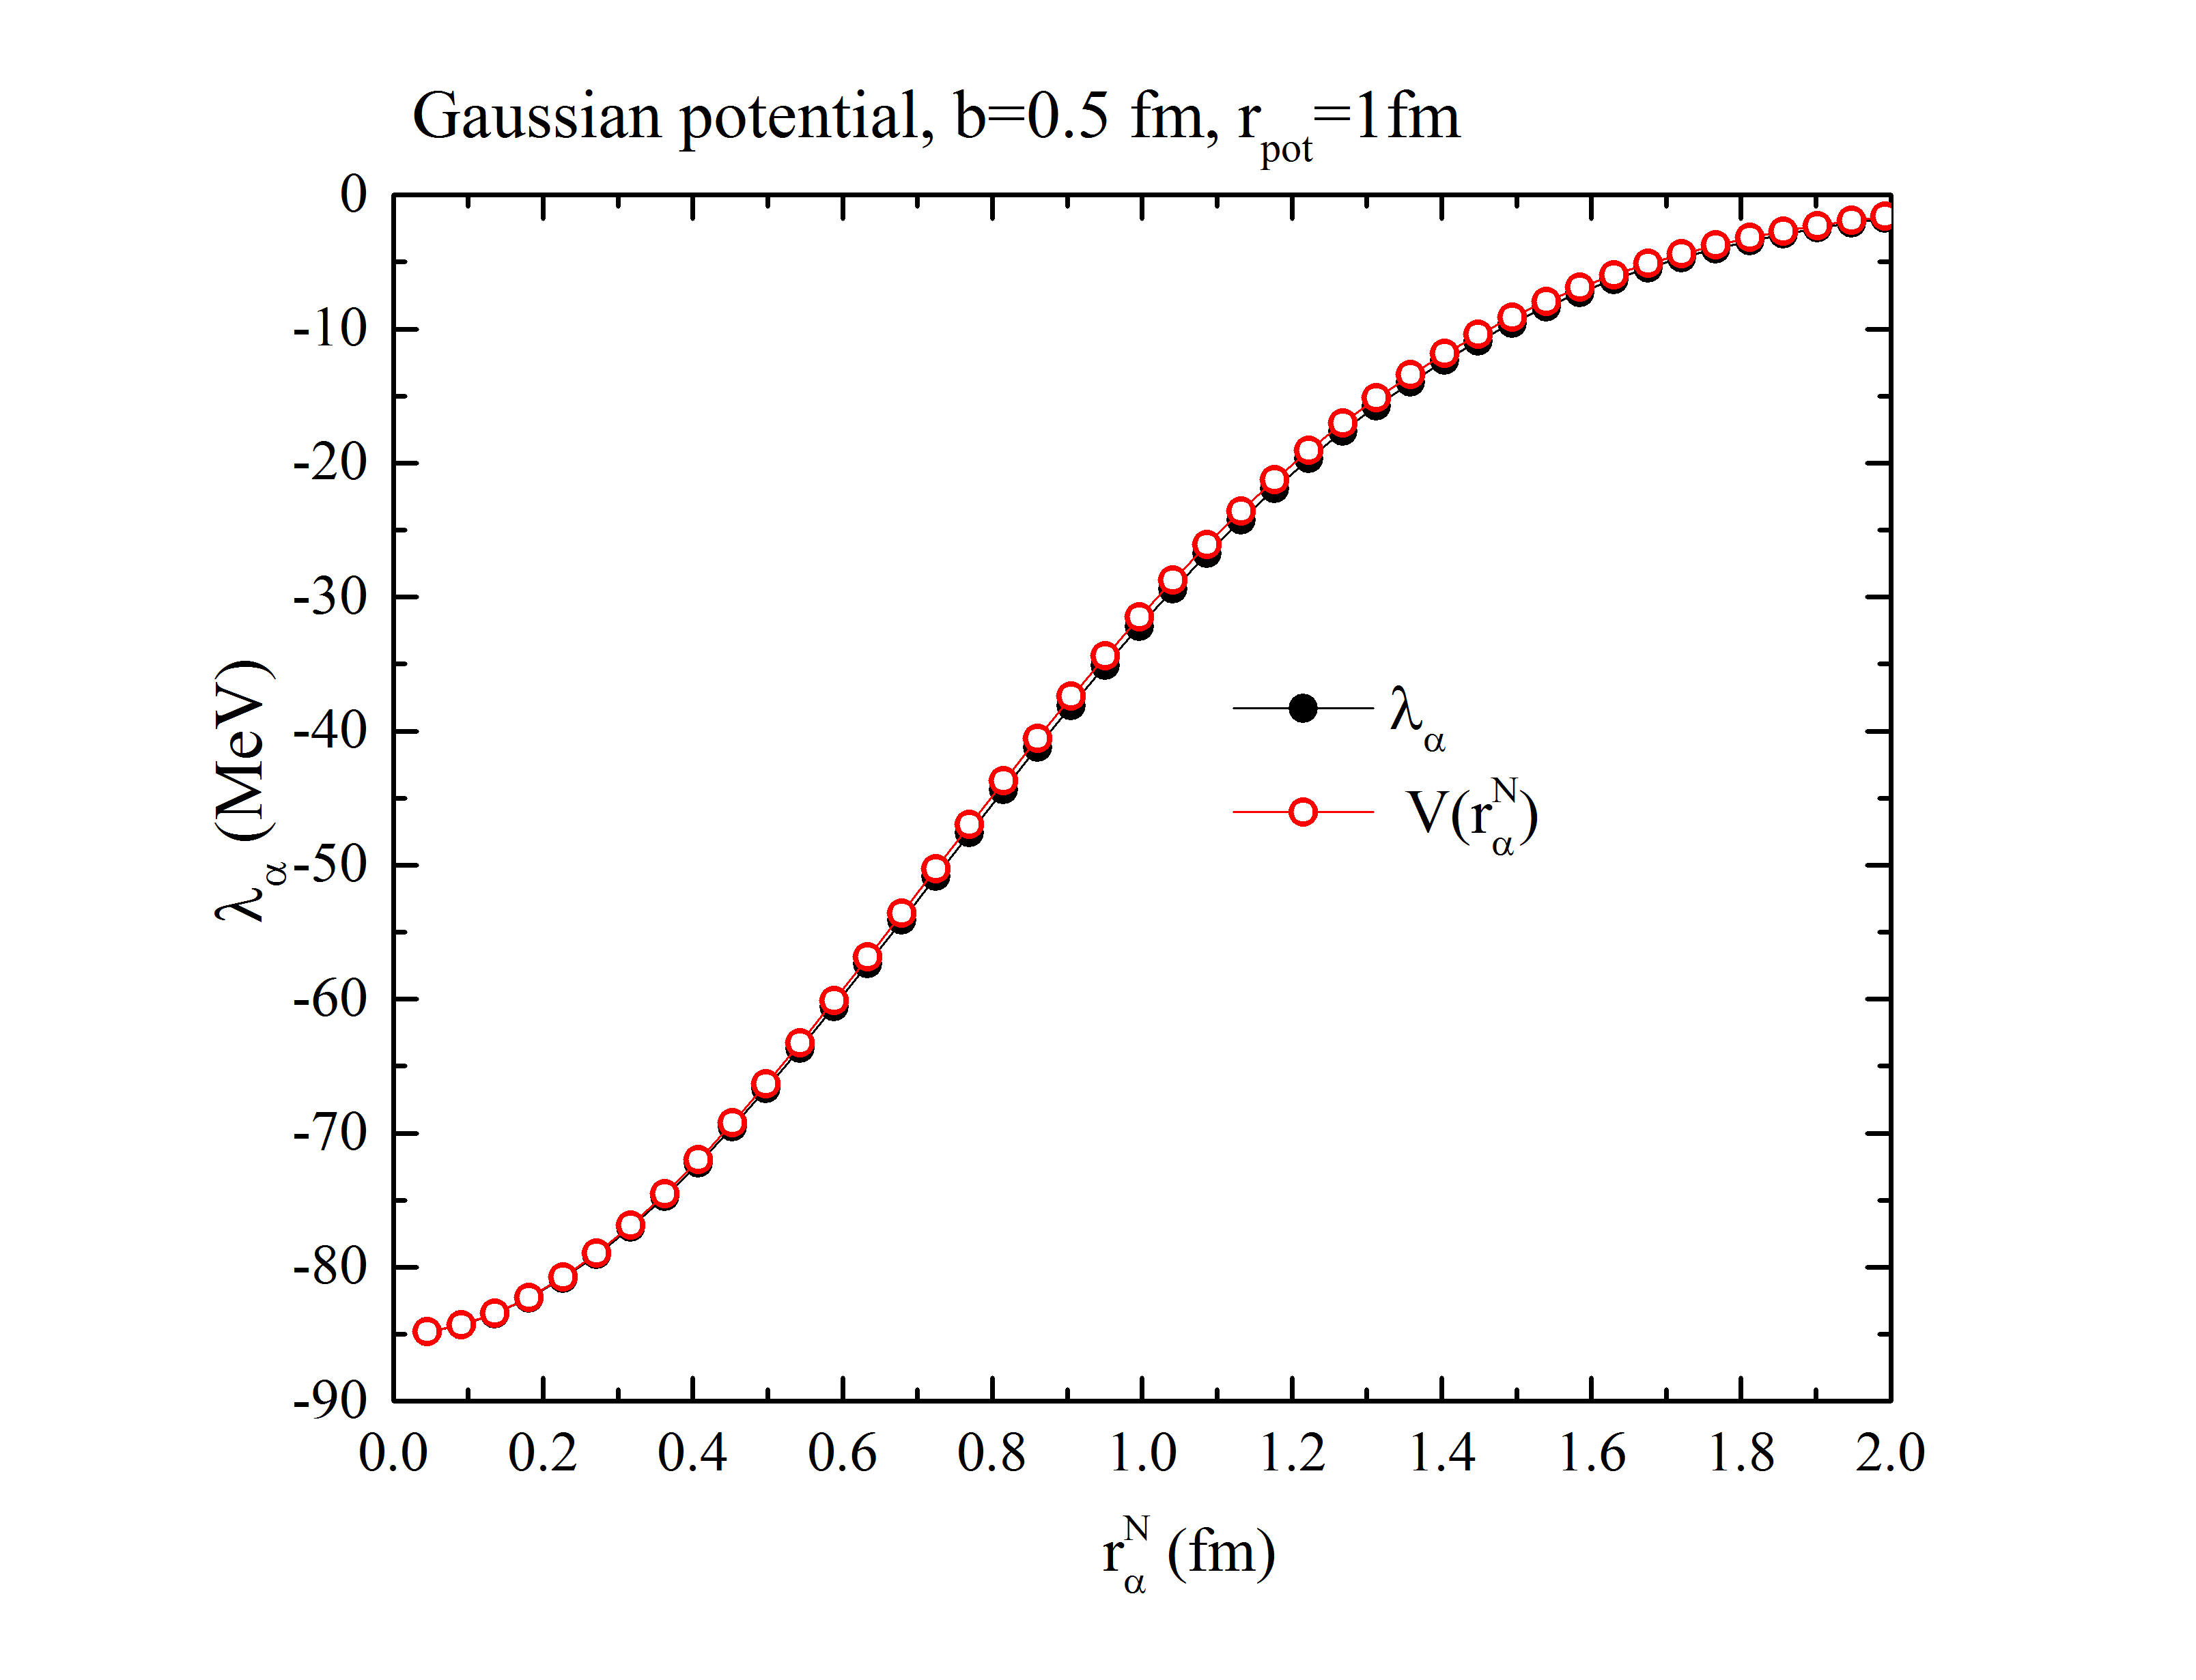 Gaussian potential, b=0.5 fm, r_pot=1fm
0
-10
-20
-30
-40
-50
-60
-70
-80
-90
λ_α (MeV)
λ_α
V(r_α^N)
0.0 0.2 0.4 0.6 0.8 1.0 1.2 1.4 1.6 1.8 2.0
r_α^N (fm)